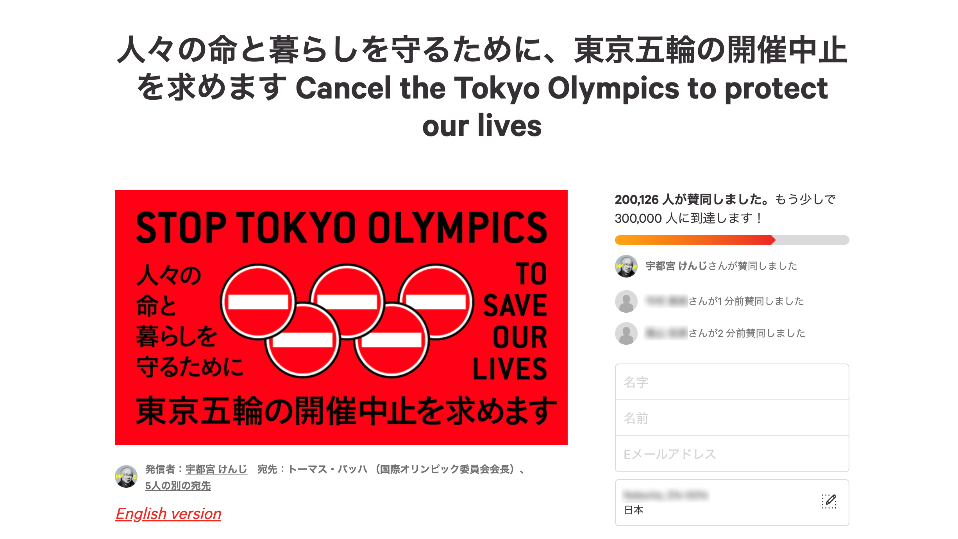 人々の命と暮らしを守るために、東京五輪の開催中止
を求めます Cancel the Tokyo Olympics to protect
our lives
STOP TOKYO OLYMPICS
人々の
命と
暮らしを
守るために
TO
SAVE
OUR
LIVES
東京五輪の開催中止を求めます
発信者：宇都宮 けんじ 宛先：トーマス・バッハ （国際オリンピック委員会会長）、
5人の別の宛先
English version
200,126 人が賛同しました。もう少しで
300,000 人に到達します！
宇都宮 けんじさんが賛同しました
さんが1 分前賛同しました
さんが2 分前賛同しました
名字
名前
Eメールアドレス
日本